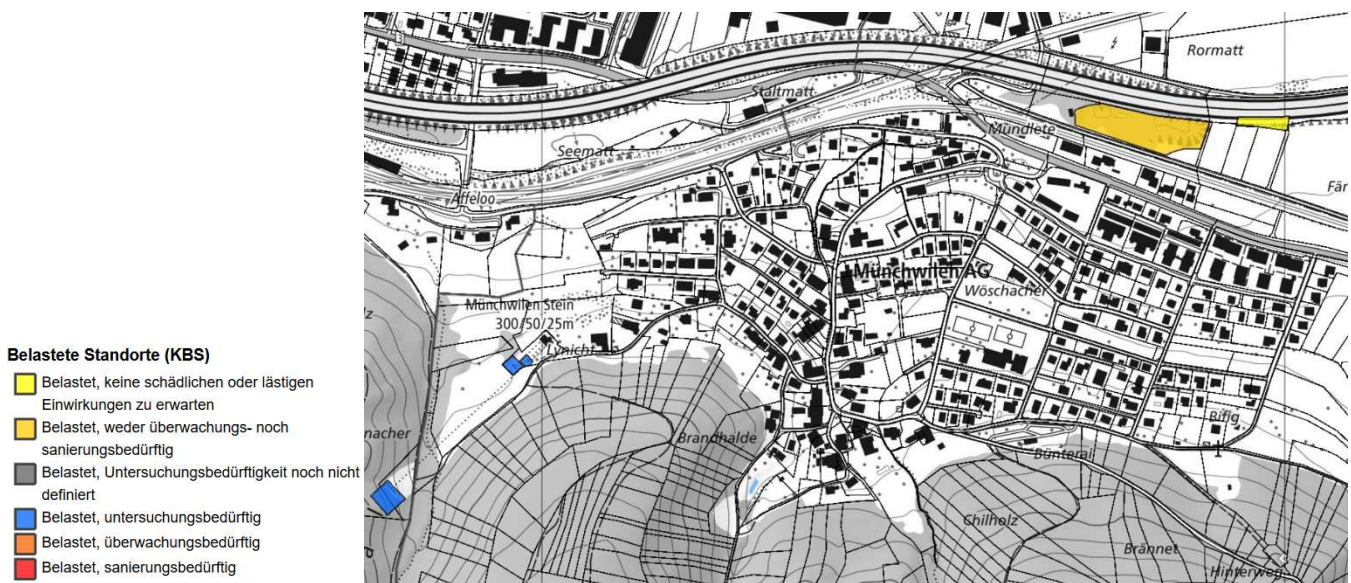 Belastete Standorte (KBS)
Belastet, keine schädlichen oder lästigen
Einwirkungen zu erwarten
Belastet, weder überwachungs- noch
sanierungsbedürftig
Belastet, Untersuchungsbedürftigkeit noch nicht
definiert
Belastet, untersuchungsbedürftig
Belastet, überwachungsbedürftig
Belastet, sanierungsbedürftig
Rormatt
Staltmatt
Mündlete
Seematt
Affeloo
Fär
Münchwilen AG
Wöschacher
Münchwilen Stein
300/50/25m
Lynicht
nacher
Brandhalde
Bifig
Bünterai
Chilholz
Brännet
Hinterweg